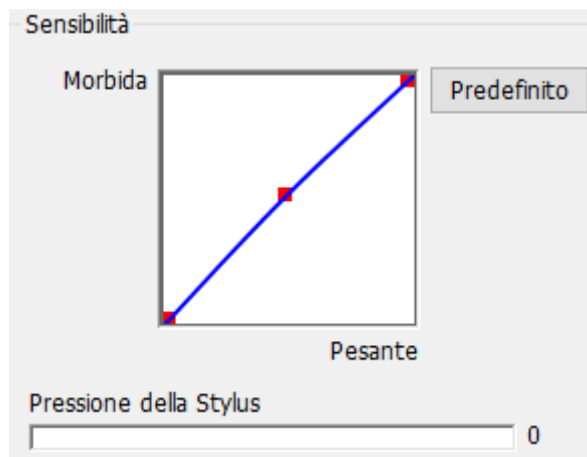 Sensibilità
Morbida
Predefinito
Pesante
Pressione della Stylus
0